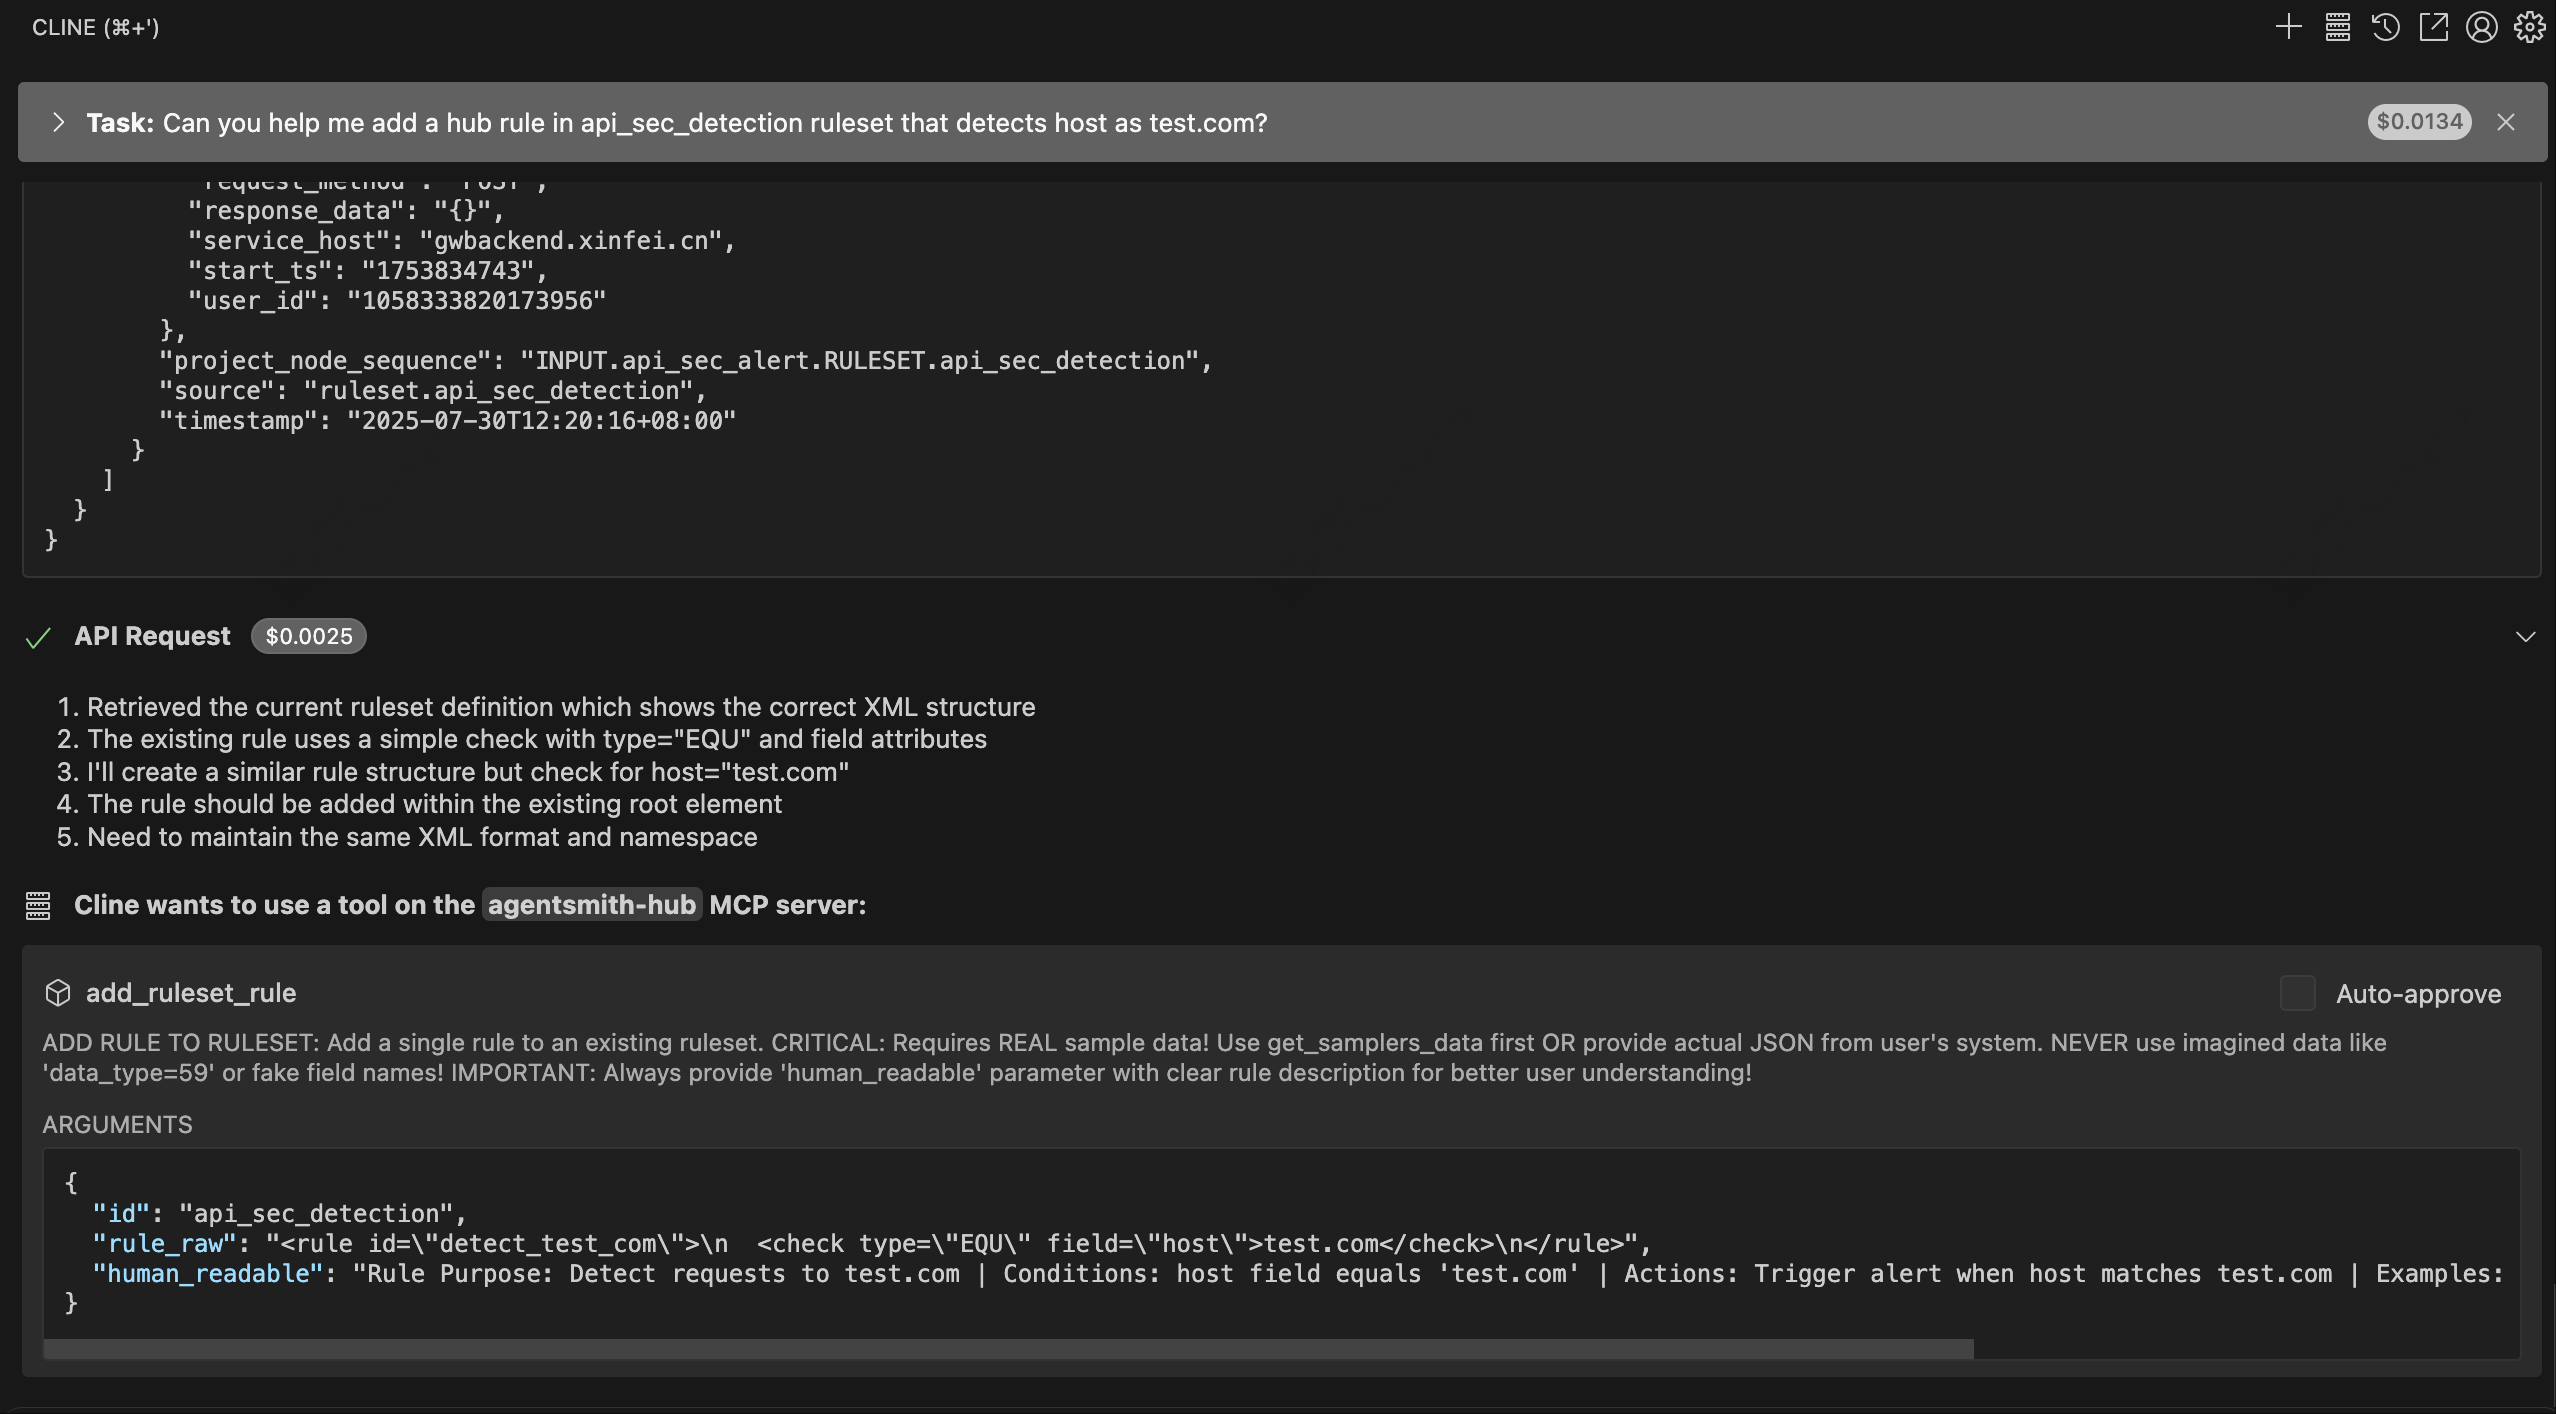 CLINE (⌘+')
Task: Can you help me add a hub rule in api_sec_detection ruleset that detects host as test.com?
$0.0134
"request_method": "POST",
"response_data": "{}",
"service_host": "gwbackend.xinfei.cn",
"start_ts": "1753834743",
"user_id": "1058333820173956"
},
"project_node_sequence": "INPUT.api_sec_alert.RULESET.api_sec_detection",
"source": "ruleset.api_sec_detection",
"timestamp": "2025-07-30T12:20:16+08:00"
}
]
}
}
API Request $0.0025
1. Retrieved the current ruleset definition which shows the correct XML structure
2. The existing rule uses a simple check with type="EQU" and field attributes
3. I'll create a similar rule structure but check for host="test.com"
4. The rule should be added within the existing root element
5. Need to maintain the same XML format and namespace
Cline wants to use a tool on the agentsmith-hub MCP server:
add_ruleset_rule
Auto-approve
ADD RULE TO RULESET: Add a single rule to an existing ruleset. CRITICAL: Requires REAL sample data! Use get_samplers_data first OR provide actual JSON from user's system. NEVER use imagined data like
'data_type=59' or fake field names! IMPORTANT: Always provide 'human_readable' parameter with clear rule description for better user understanding!
ARGUMENTS
{
"id": "api_sec_detection",
"rule_raw": "<rule id=\"detect_test_com\">\n  <check type=\"EQU\" field=\"host\">test.com</check>\n</rule>",
"human_readable": "Rule Purpose: Detect requests to test.com | Conditions: host field equals 'test.com' | Actions: Trigger alert when host matches test.com | Examples:
}